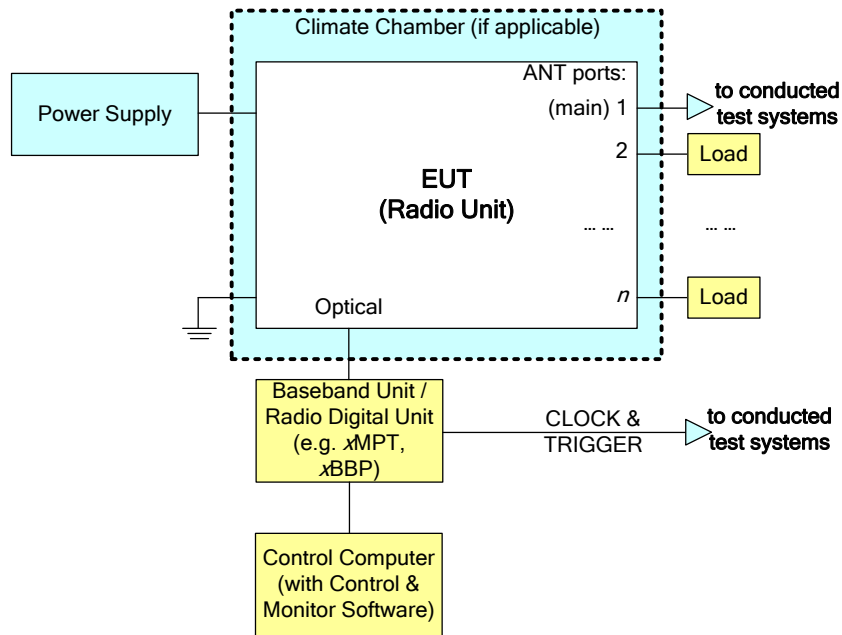 Climate Chamber (if applicable)
Power Supply
ANT ports:
(main) 1
to conducted
test systems
2
Load
EUT
(Radio Unit)
... ...
... ...
n
Load
Optical
Baseband Unit /
Radio Digital Unit
(e.g. xMPT,
xBBP)
CLOCK &
TRIGGER
to conducted
test systems
Control Computer
(with Control &
Monitor Software)